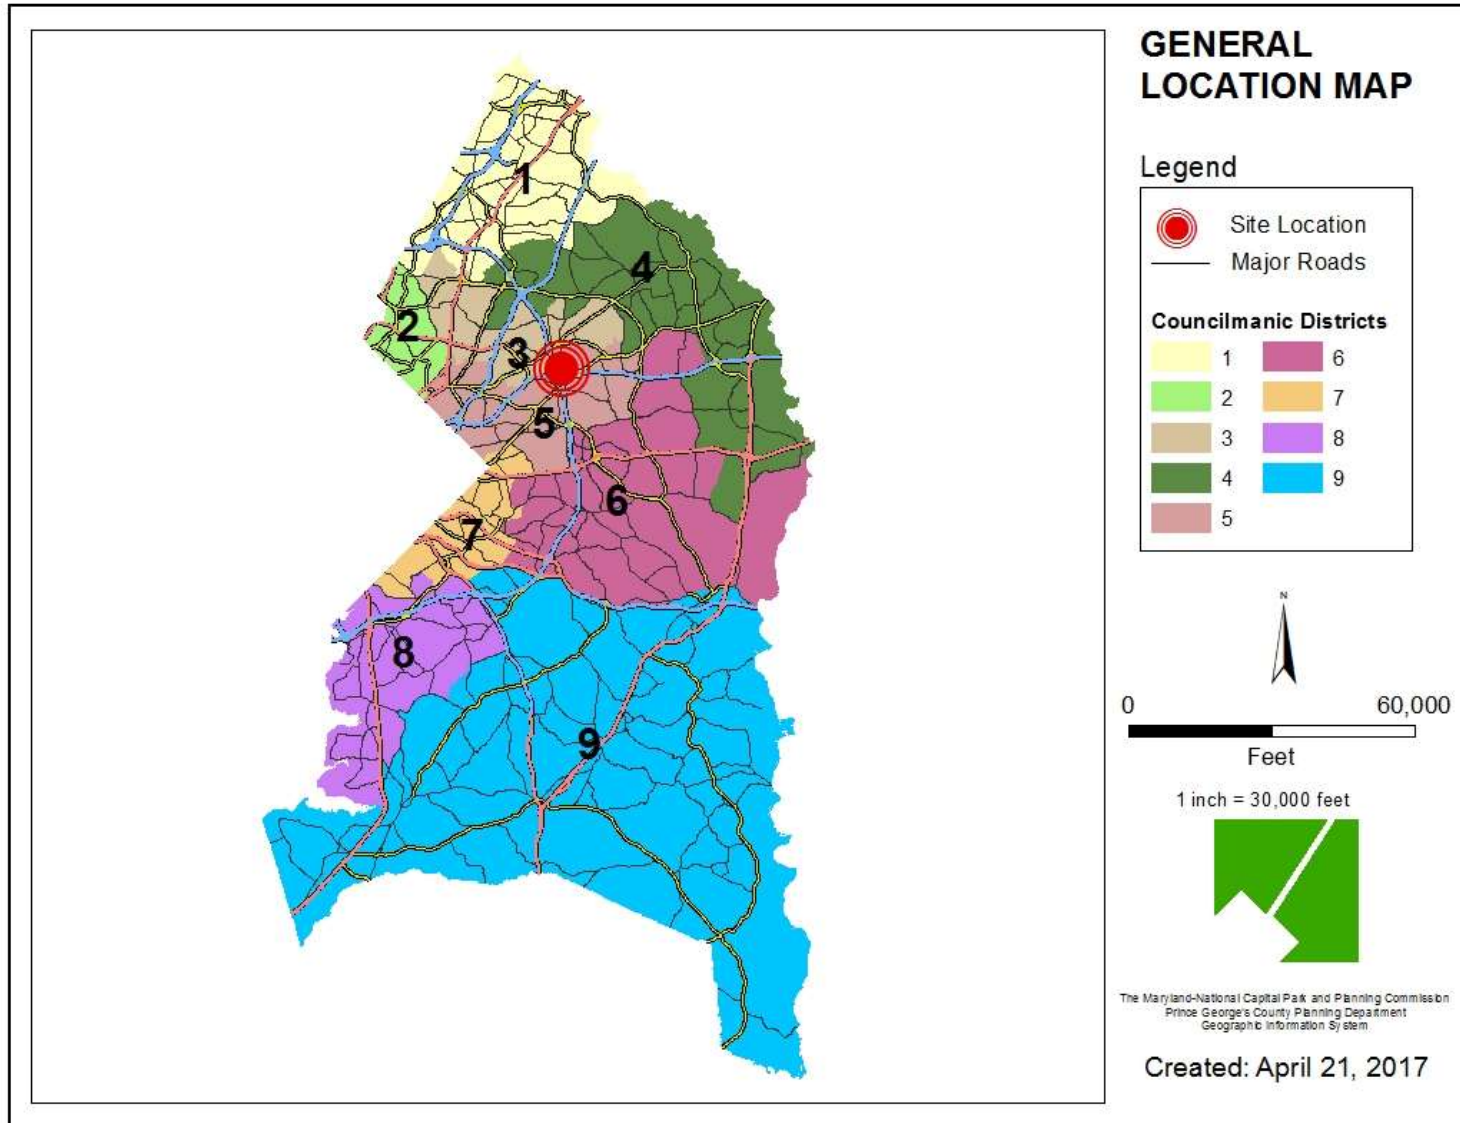 GENERAL
LOCATION MAP
Legend
Site Location
Major Roads
Councilmanic Districts
1 6
2 7
3 8
4 9
5
N
0 60,000
Feet
1 inch = 30,000 feet
The Maryland-National Capital Park and Planning Commission
Prince George's County Planning Department
Geographic Information System
Created: April 21, 2017
1
4
2
3
5
6
7
8
9